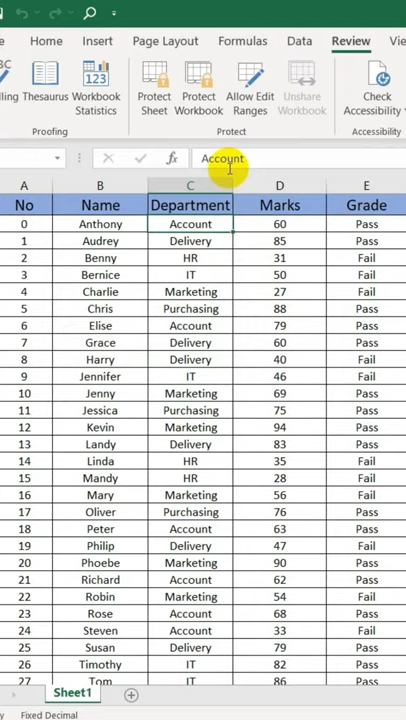 Home Insert Page Layout Formulas Data Review Vie
ABC
123
lling Thesaurus Workbook Statistics Protect Sheet Protect Workbook Allow Edit Ranges Unshare Workbook Check Accessibility
Proofing Protect Accessibility
fx Account
A B C D E
No Name Department Marks Grade
0 Anthony Account 60 Pass
1 Audrey Delivery 85 Pass
2 Benny HR 31 Fail
3 Bernice IT 50 Fail
4 Charlie Marketing 27 Fail
5 Chris Purchasing 88 Pass
6 Elise Account 79 Pass
7 Grace Delivery 60 Pass
8 Harry Delivery 40 Fail
9 Jennifer IT 46 Fail
10 Jenny Marketing 69 Pass
11 Jessica Purchasing 75 Pass
12 Kevin Marketing 94 Pass
13 Landy Delivery 83 Pass
14 Linda HR 35 Fail
15 Mandy HR 28 Fail
16 Mary Marketing 56 Fail
17 Oliver Purchasing 76 Pass
18 Peter Account 63 Pass
19 Philip Delivery 47 Fail
20 Phoebe Marketing 90 Pass
21 Richard Account 62 Pass
22 Robin Marketing 54 Fail
23 Rose Account 68 Pass
24 Steven Account 33 Fail
25 Susan Delivery 79 Pass
26 Timothy IT 82 Pass
27 Tom IT 86 Pass
Sheet1
y Fixed Decimal